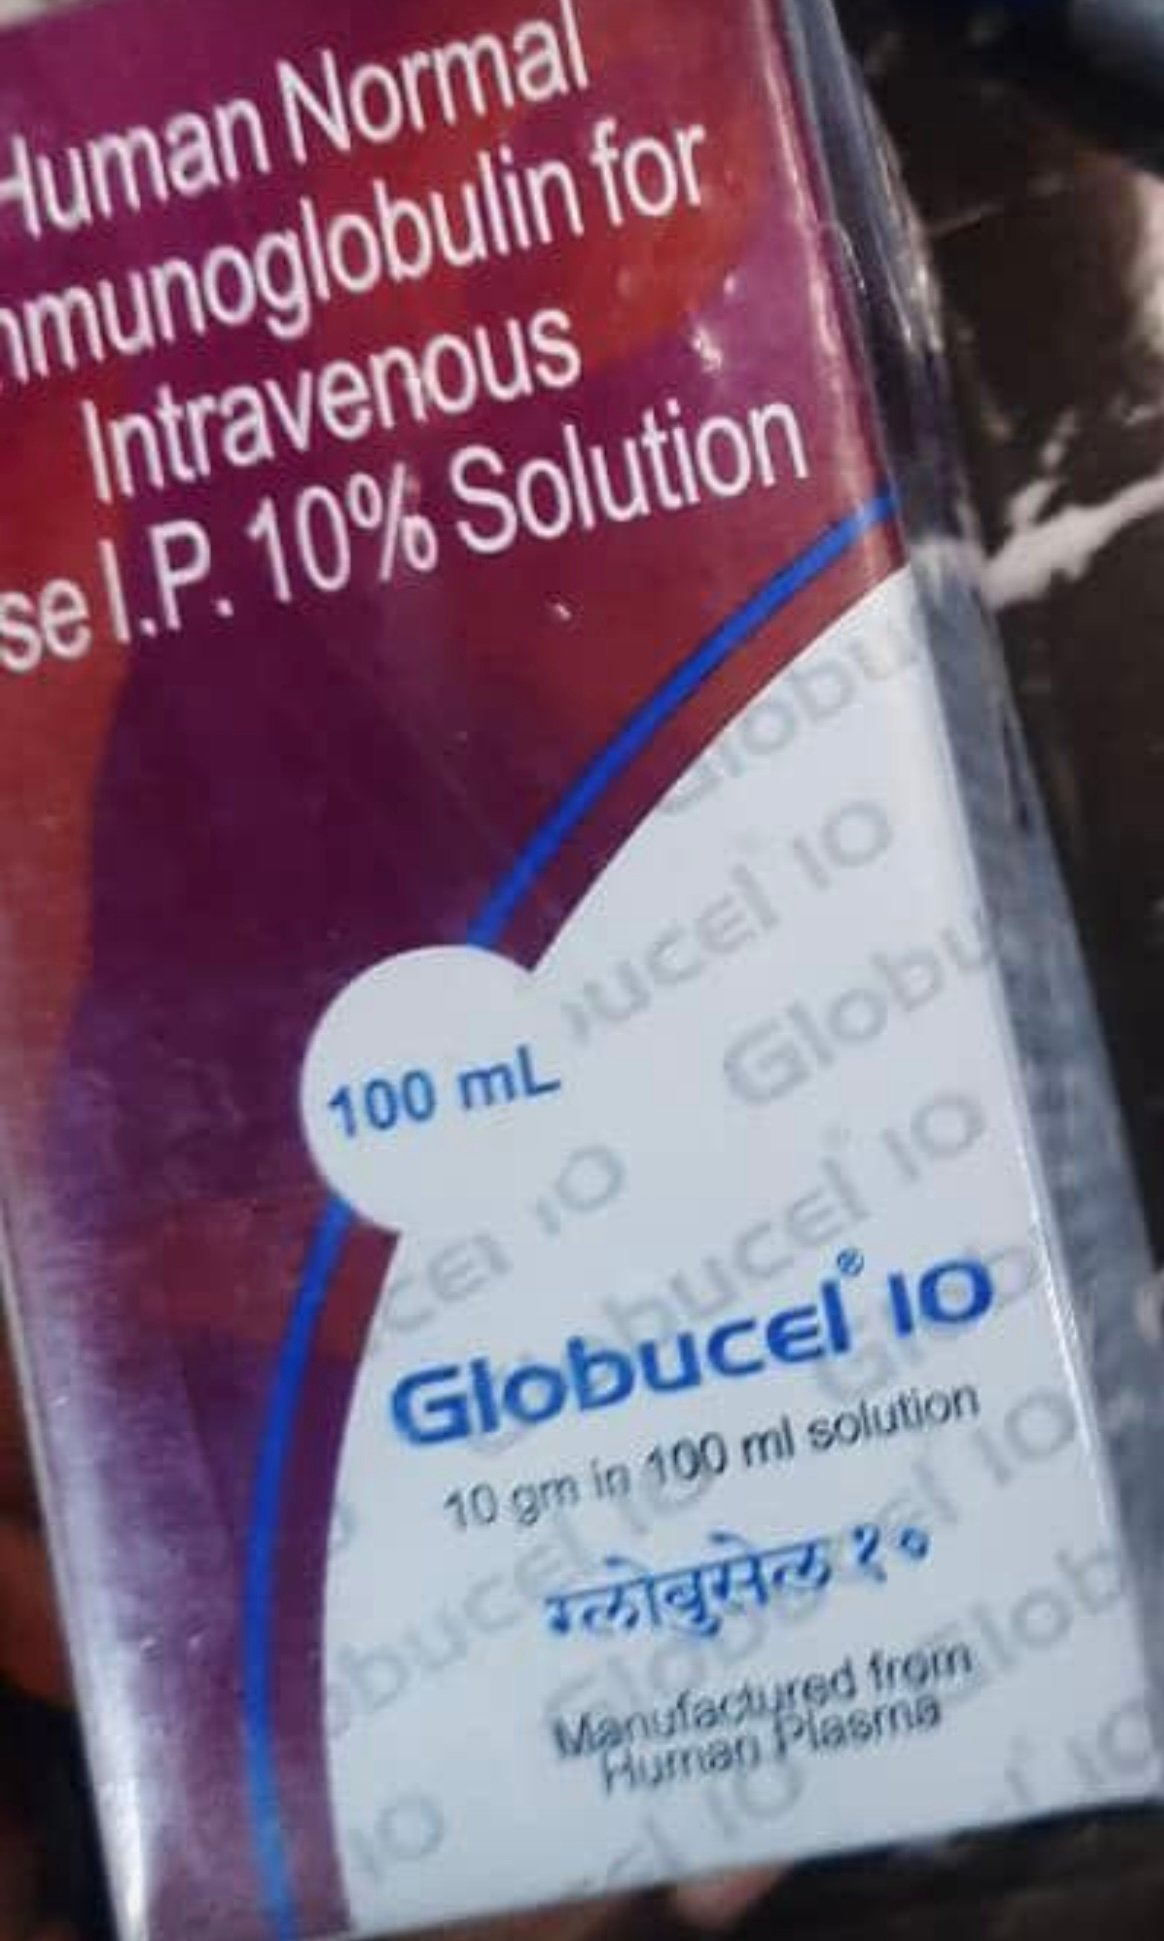 Human Normal
mmunoglobulin for
Intravenous
se I.P. 10% Solution
100 mL
Globucel® 10
10 gm in 100 ml solution
ग्लोबुसेल १०
Manufactured from
Human Plasma